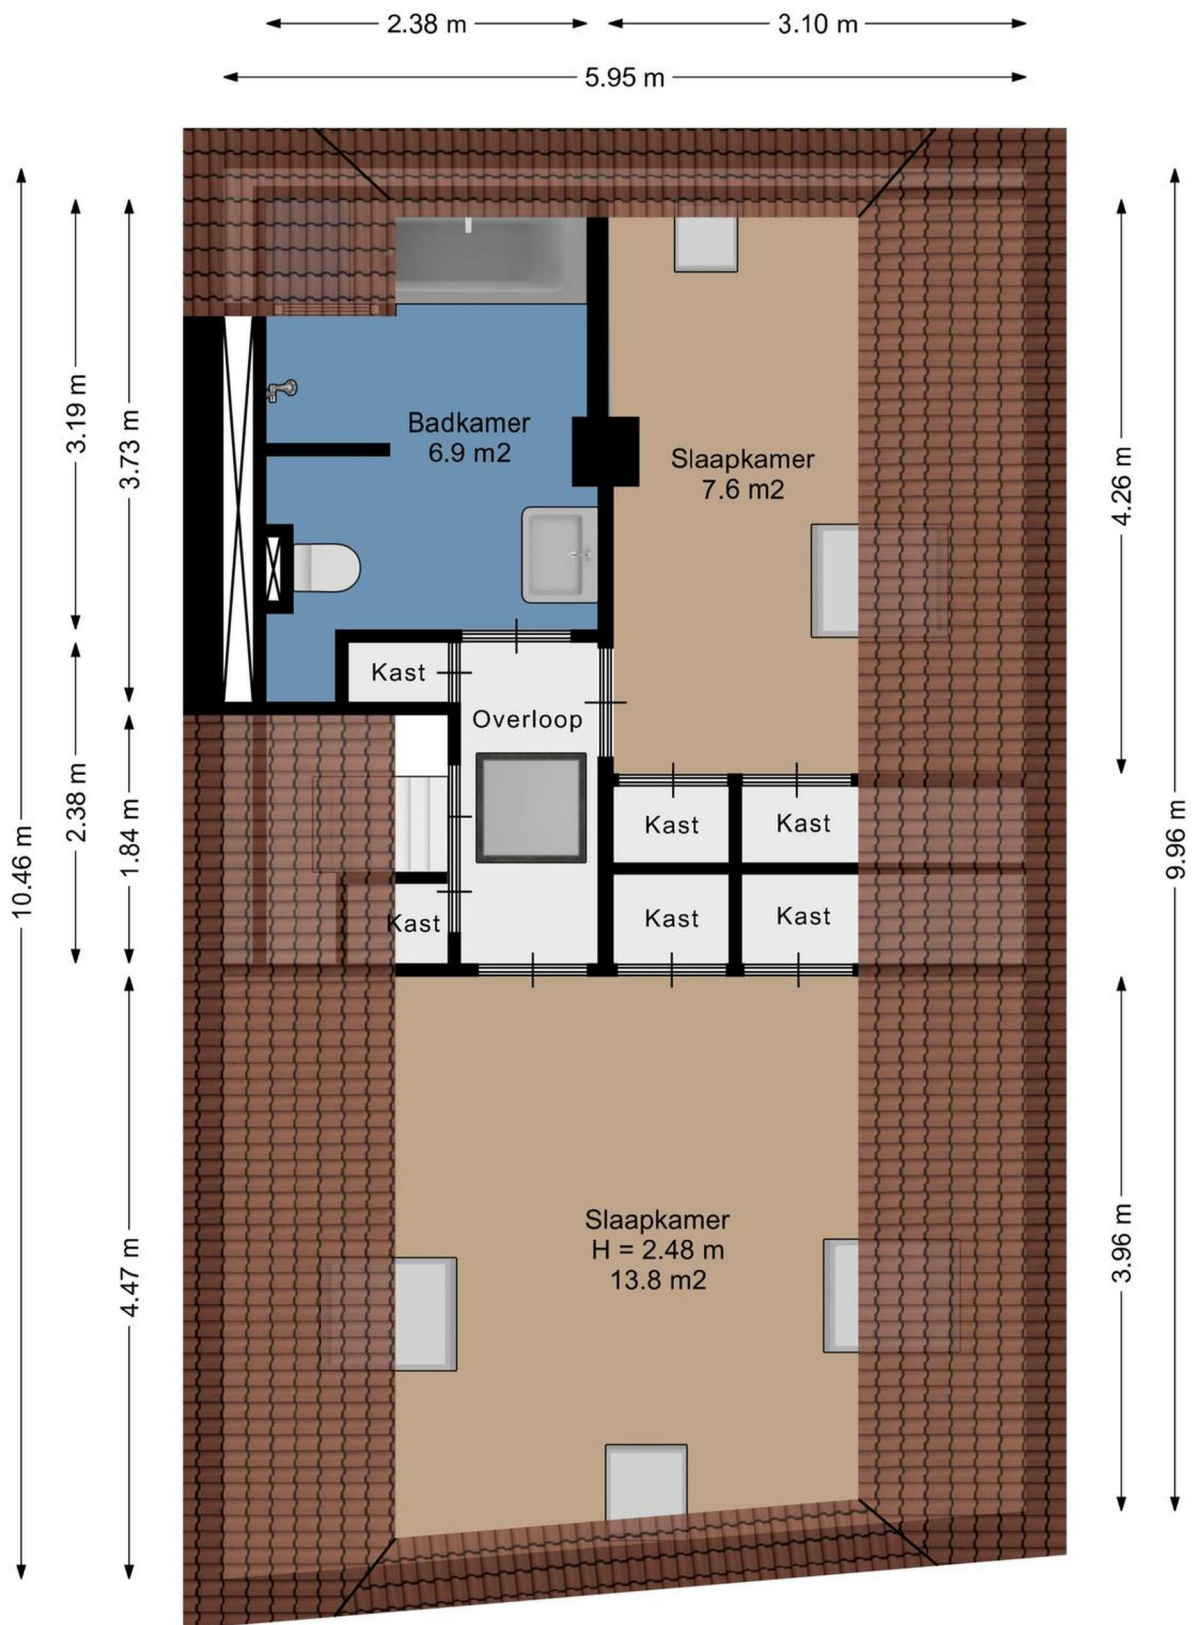 2.38 m
3.10 m
5.95 m
10.46 m
3.19 m
2.38 m
3.73 m
1.84 m
4.47 m
4.26 m
3.96 m
9.96 m
Badkamer
6.9 m2
Slaapkamer
7.6 m2
Kast
Overloop
Kast
Kast
Kast
Kast
Kast
Slaapkamer
H = 2.48 m
13.8 m2